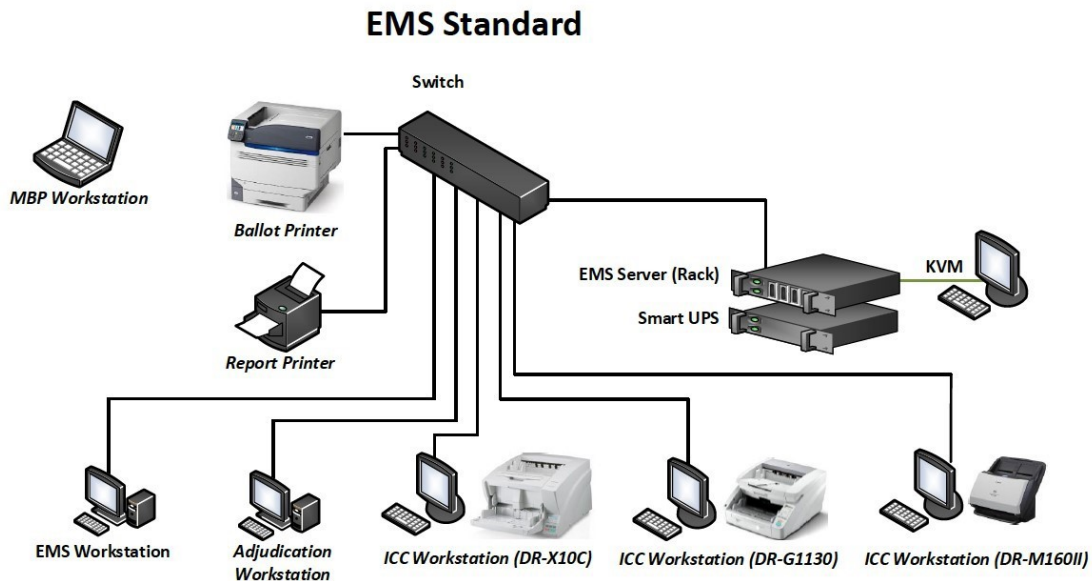 EMS Standard
Switch
MBP Workstation
Ballot Printer
EMS Server (Rack)
KVM
Smart UPS
Report Printer
EMS Workstation
Adjudication
Workstation
ICC Workstation (DR-X10C)
ICC Workstation (DR-G1130)
ICC Workstation (DR-M160II)